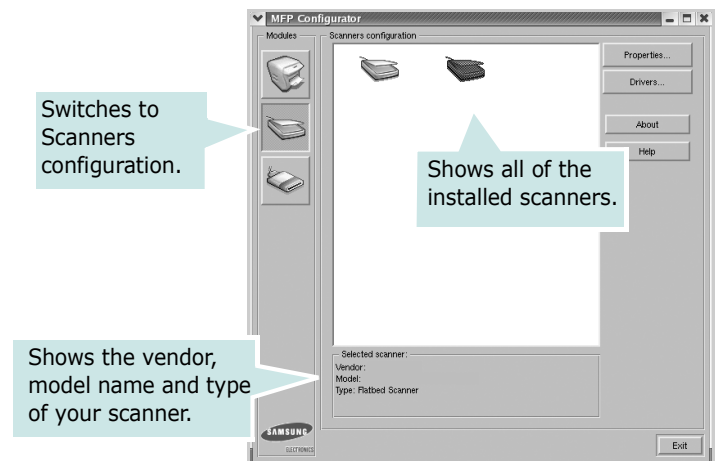 MFP Configurator
Modules
Scanners configuration
Properties...
Drivers...
About
Help
Switches to
Scanners
configuration.
Shows all of the
installed scanners.
Shows the vendor,
model name and type
of your scanner.
Selected scanner:
Vendor:
Model:
Type: Flatbed Scanner
SAMSUNG
ELECTRONICS
Exit